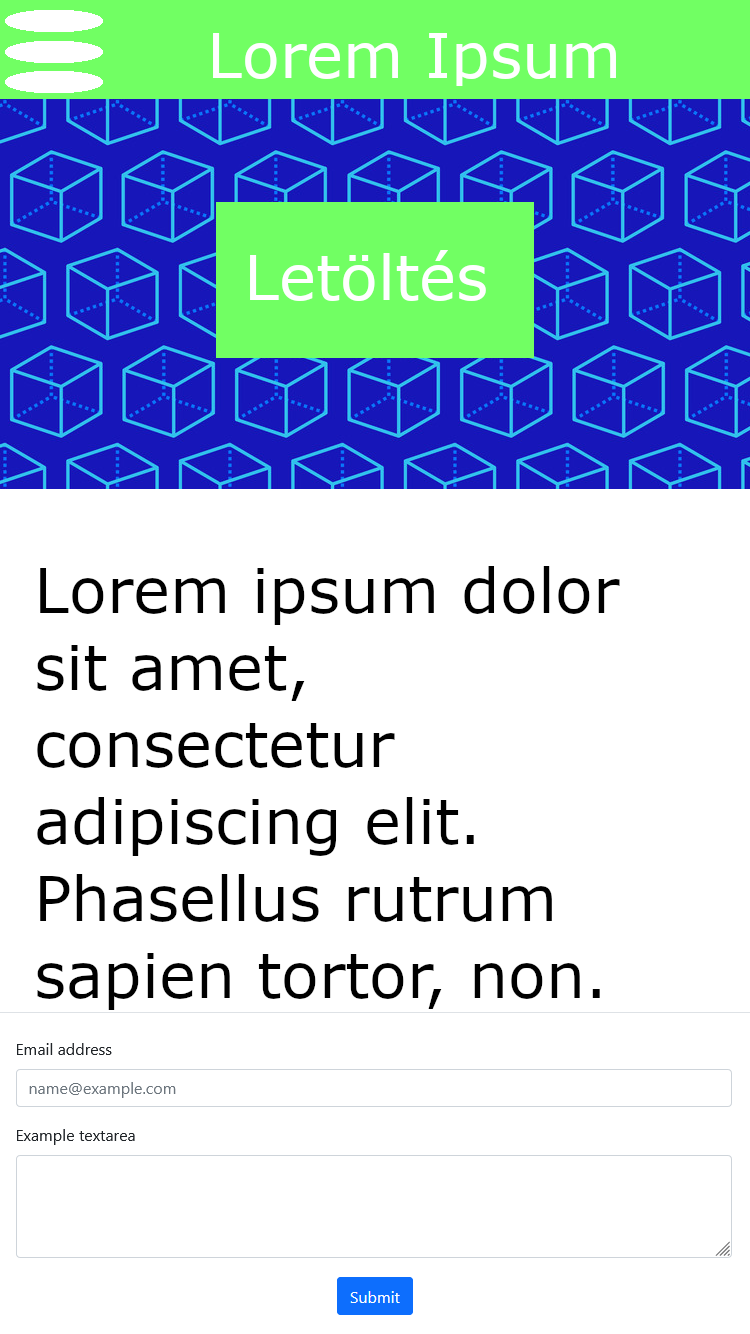 Lorem Ipsum
Letöltés
Lorem ipsum dolor
sit amet,
consectetur
adipiscing elit.
Phasellus rutrum
sapien tortor, non.
Email address
name@example.com
Example textarea
Submit